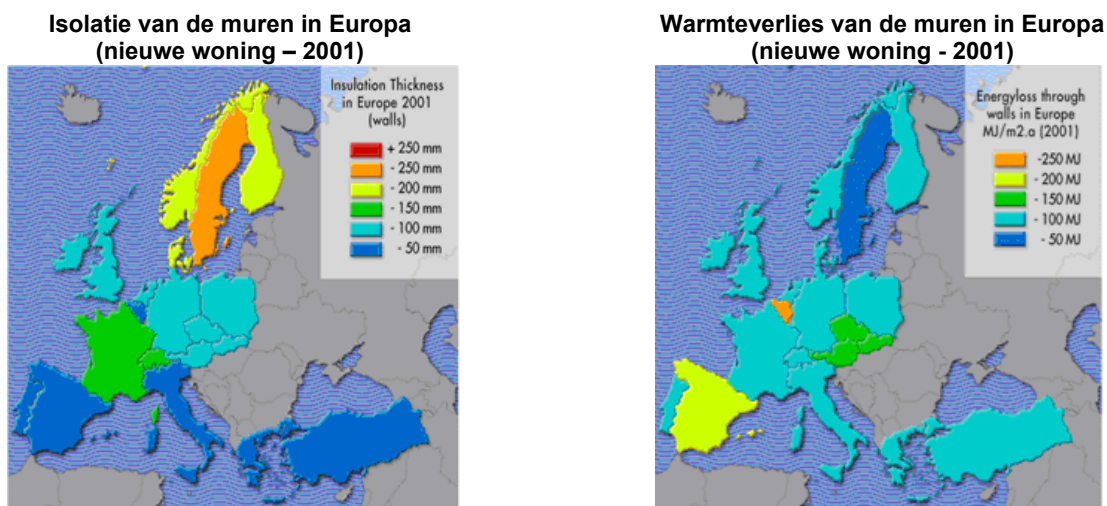 Isolatie van de muren in Europa
(nieuwe woning – 2001)
Insulation Thickness
in Europe 2001
(walls)
+ 250 mm
- 250 mm
- 200 mm
- 150 mm
- 100 mm
- 50 mm
Warmteverlies van de muren in Europa
(nieuwe woning - 2001)
Energyloss through
walls in Europe
MJ/m2.a (2001)
-250 MJ
- 200 MJ
- 150 MJ
- 100 MJ
- 50 MJ